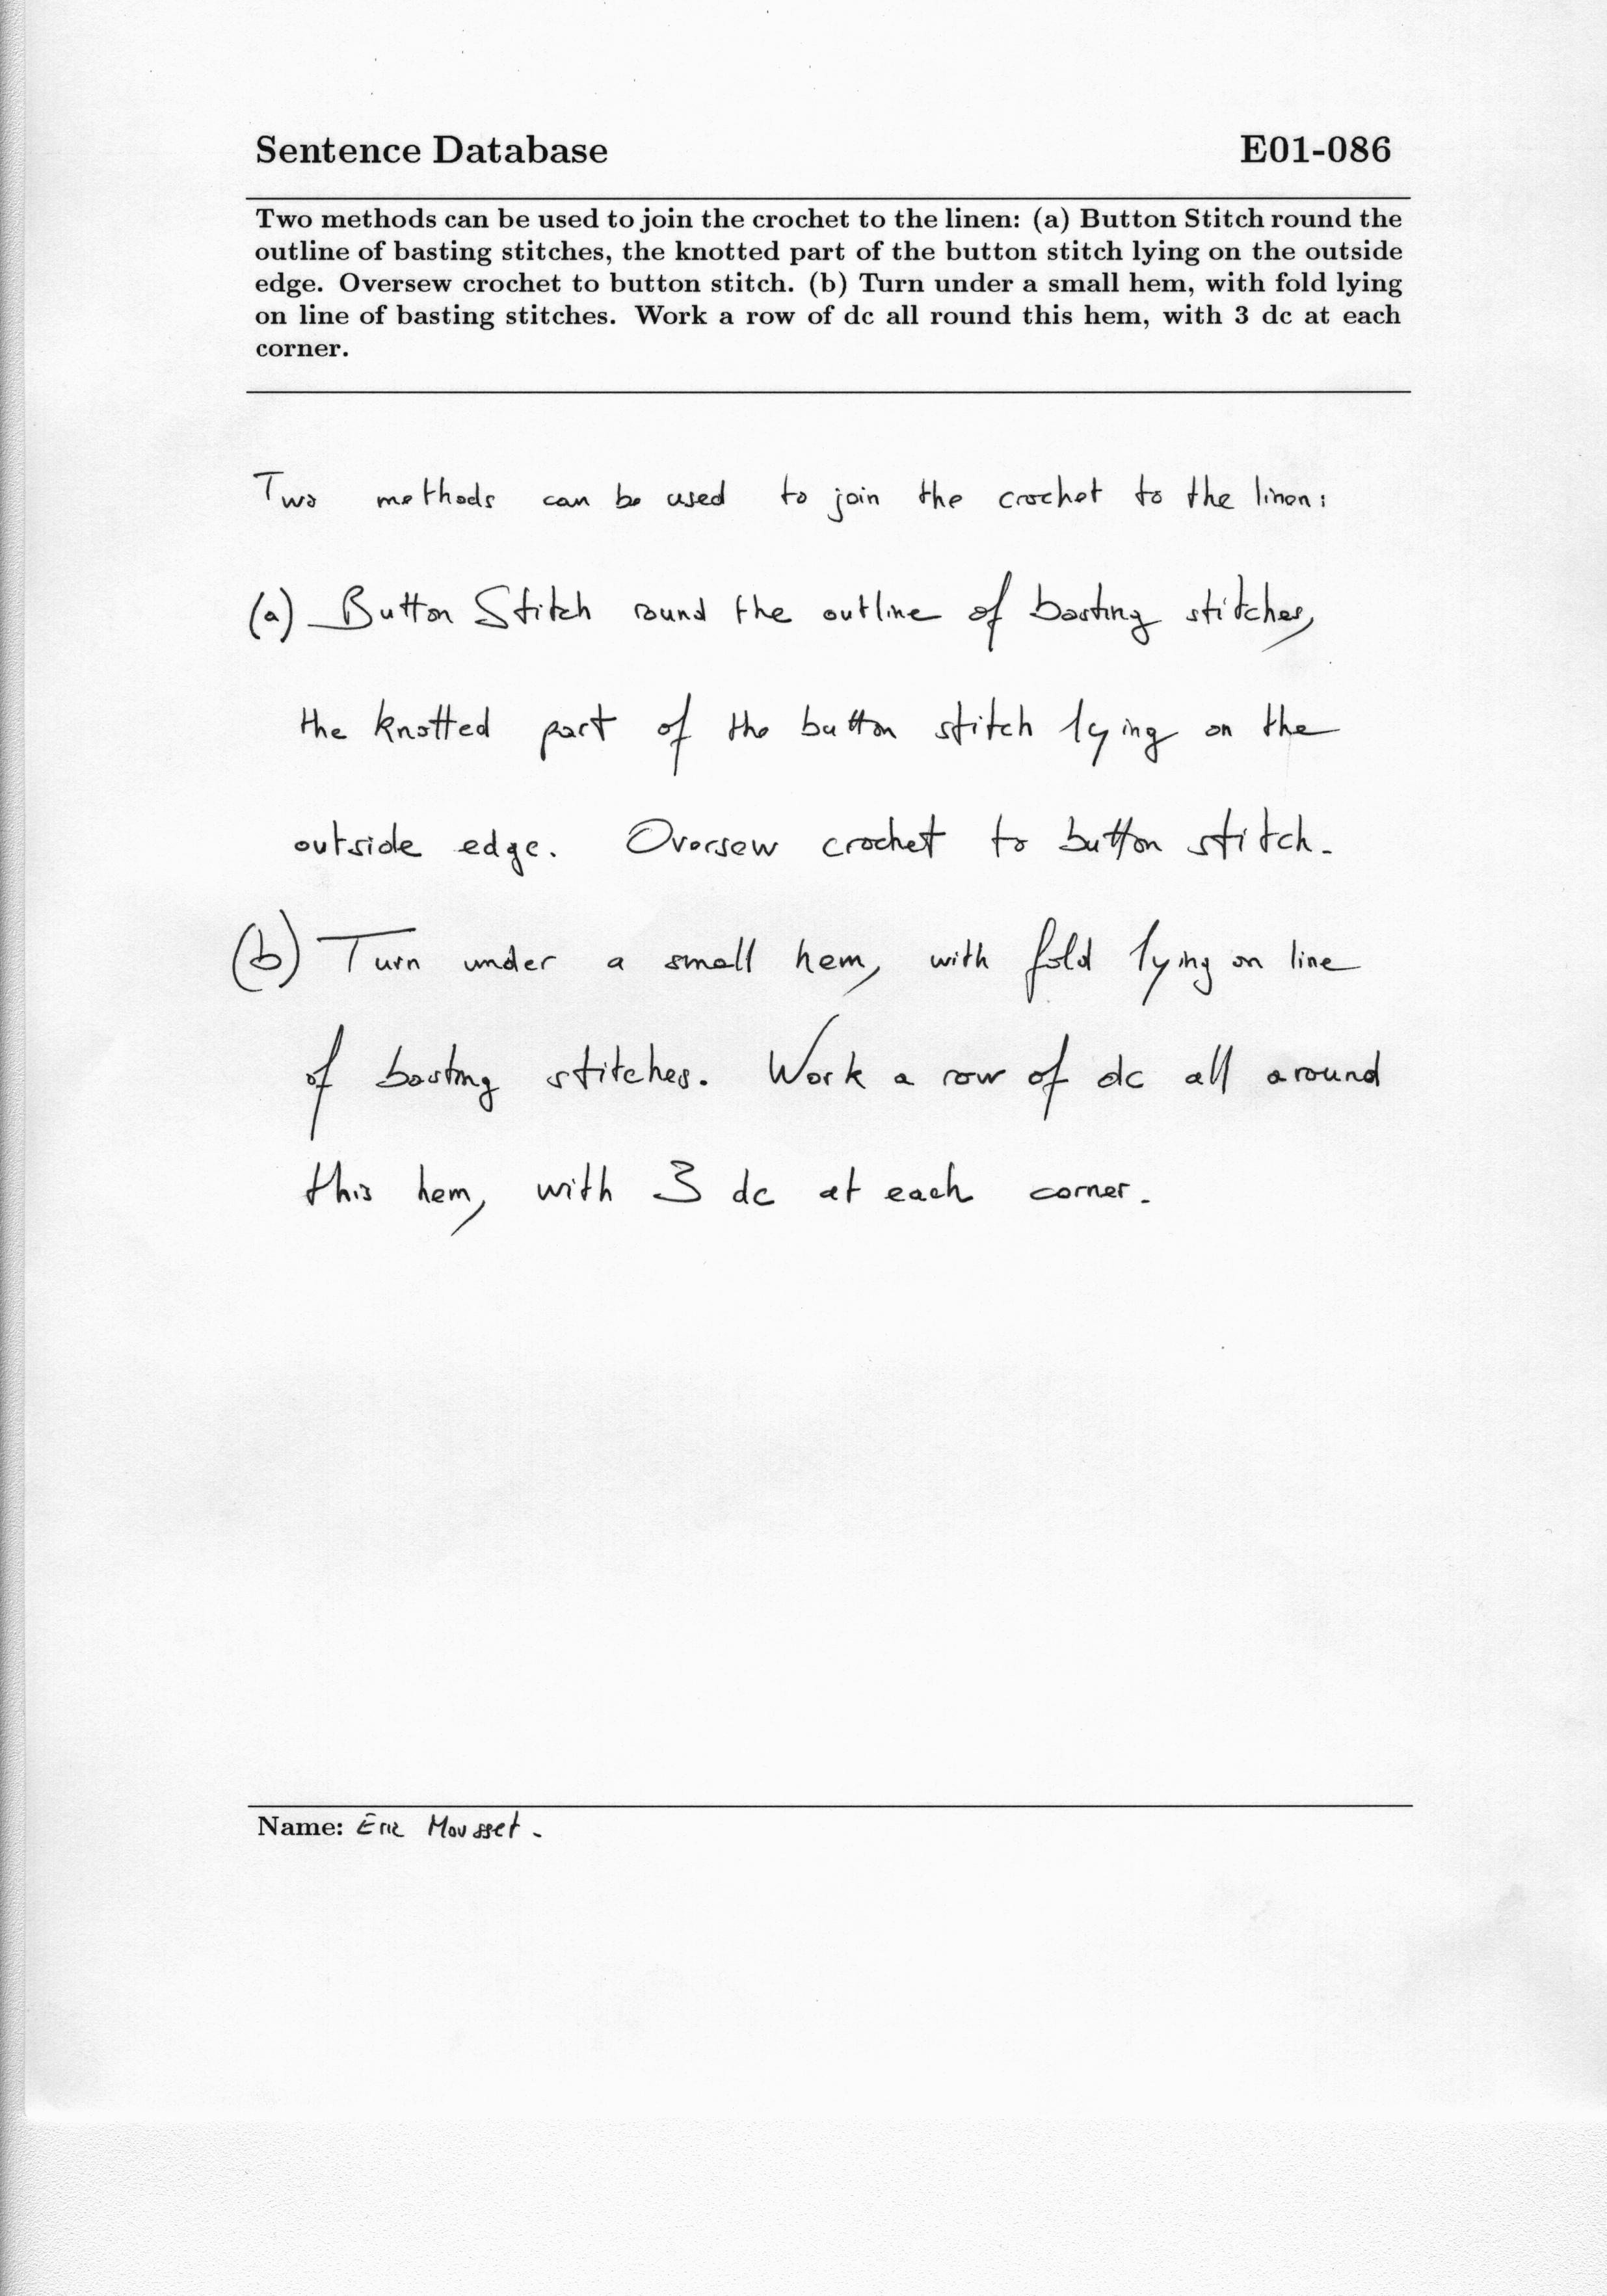 Sentence Database E01-086
Two methods can be used to join the crochet to the linen: (a) Button Stitch round the
outline of basting stitches, the knotted part of the button stitch lying on the outside
edge. Oversew crochet to button stitch. (b) Turn under a small hem, with fold lying
on line of basting stitches. Work a row of dc all round this hem, with 3 dc at each
corner.
Two methods can be used to join the crochet to the linen:
(a) Button Stitch round the outline of basting stitches,
the knotted part of the button stitch lying on the
outside edge. Oversew crochet to button stitch.
(b) Turn under a small hem, with fold lying on line
of basting stitches. Work a row of dc all around
this hem, with 3 dc at each corner.
Name: Eric Mousset.